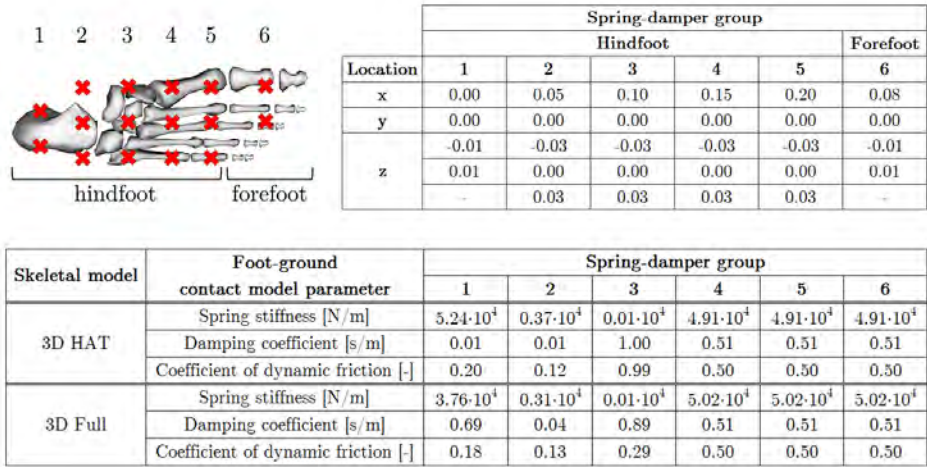 1 2 3 4 5 6
hindfoot forefoot
Spring-damper group
Hindfoot Forefoot
Location 1 2 3 4 5 6
x 0.00 0.05 0.10 0.15 0.20 0.08
y 0.00 0.00 0.00 0.00 0.00 0.00
z -0.01 -0.03 -0.03 -0.03 -0.03 -0.01
0.01 0.00 0.00 0.00 0.00 0.01
- 0.03 0.03 0.03 0.03 -
Skeletal model Foot-ground contact model parameter Spring-damper group
1 2 3 4 5 6
3D HAT Spring stiffness [N/m] 5.24·10⁴ 0.37·10⁴ 0.01·10⁴ 4.91·10⁴ 4.91·10⁴ 4.91·10⁴
Damping coefficient [s/m] 0.01 0.01 1.00 0.51 0.51 0.51
Coefficient of dynamic friction [-] 0.20 0.12 0.99 0.50 0.50 0.50
3D Full Spring stiffness [N/m] 3.76·10⁴ 0.31·10⁴ 0.01·10⁴ 5.02·10⁴ 5.02·10⁴ 5.02·10⁴
Damping coefficient [s/m] 0.69 0.04 0.89 0.51 0.51 0.51
Coefficient of dynamic friction [-] 0.18 0.13 0.29 0.50 0.50 0.50